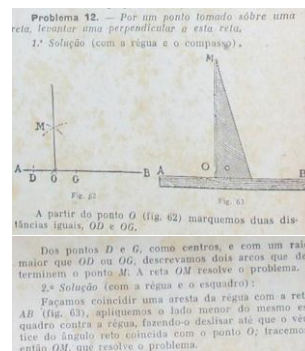 Problema 12. — Por um ponto tomado sôbre uma
reta, levantar uma perpendicular a esta reta.
1.ª Solução (com a régua e o compasso).
M
M
A D O G B
A O C B
Fig. 62
Fig. 63
A partir do ponto O (fig. 62) marquemos duas dis-
tâncias iguais, OD e OG.
Dos pontos D e G, como centros, e com um raio
maior que OD ou OG, descrevamos dois arcos que de-
terminem o ponto M. A reta OM resolve o problema.
2.ª Solução (com a régua e o esquadro):
Façamos coincidir uma aresta da régua com a reta
AB (fig. 63), apliquemos o lado menor do mesmo es-
quadro contra a régua, fazendo-o deslisar até que o vér-
tice do ângulo reto coincida com o ponto O; tracemos
então OM, que resolve o problema.